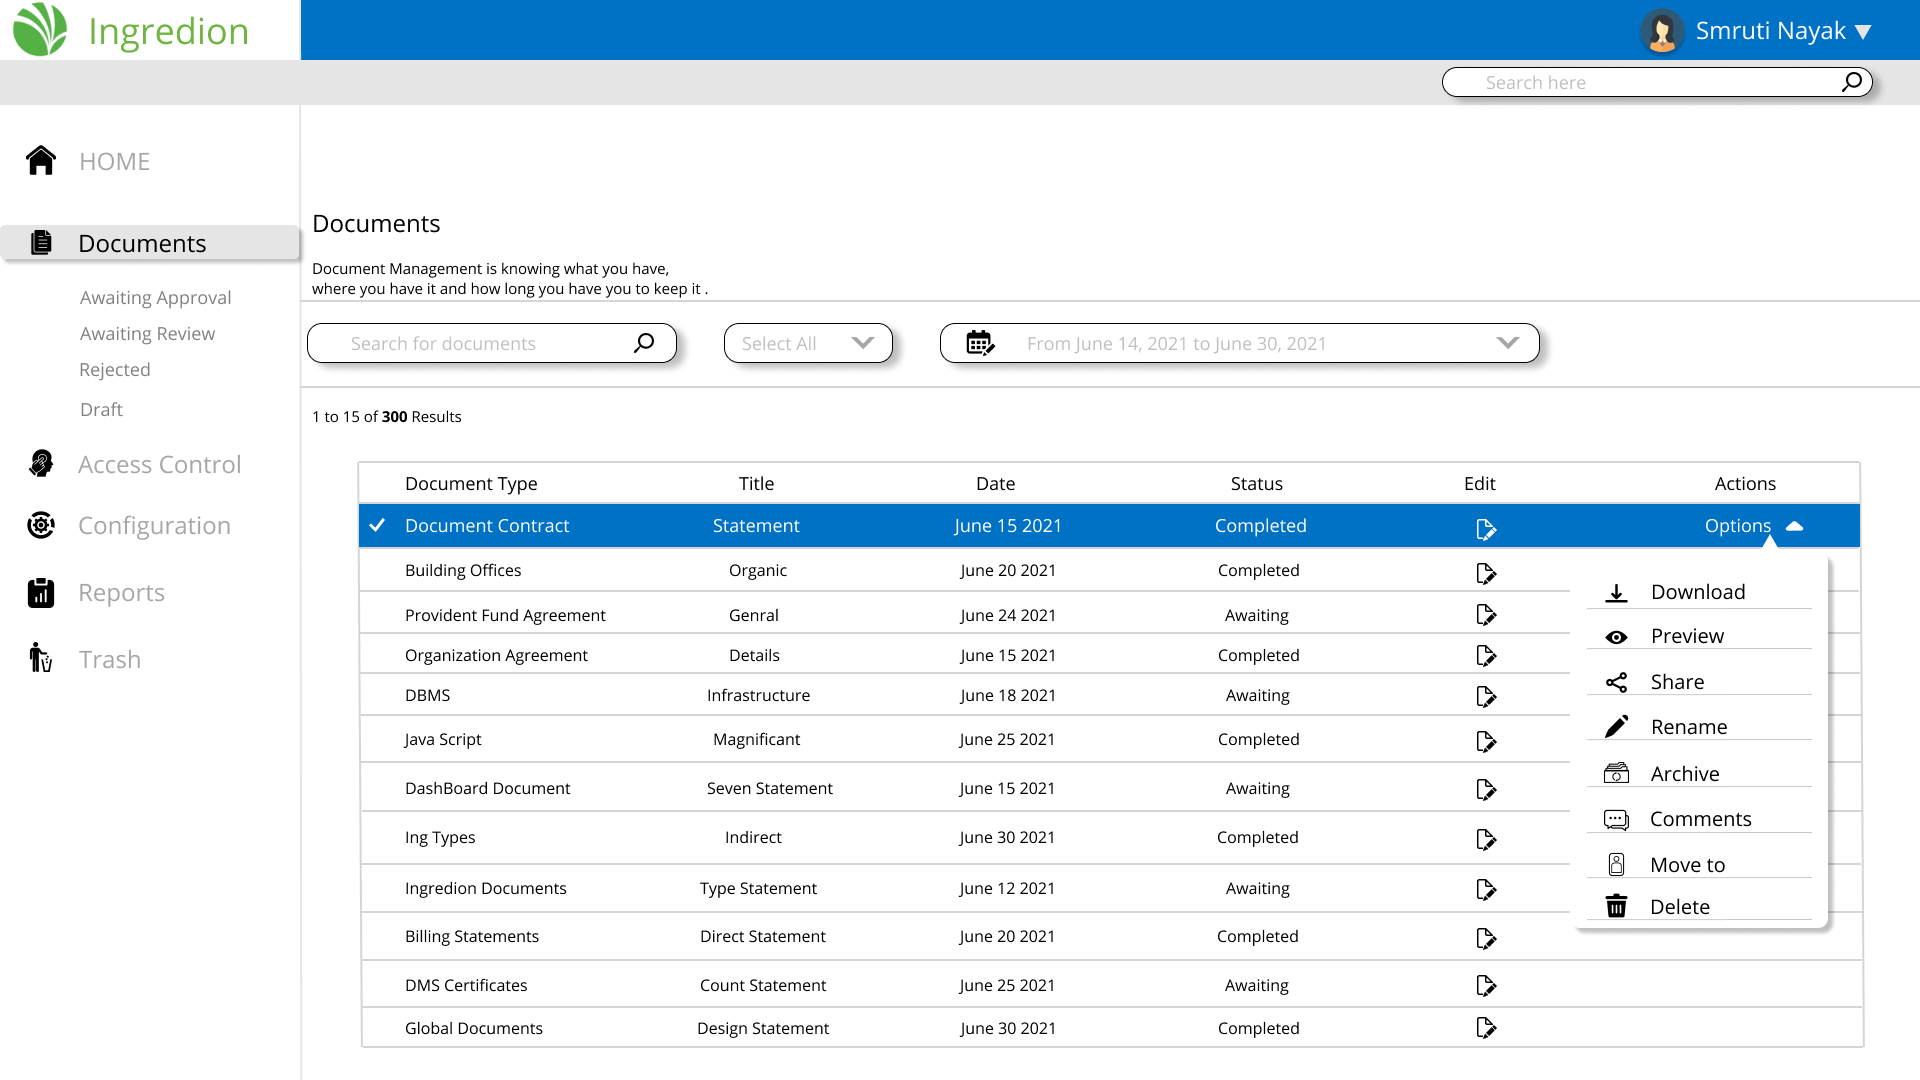 Ingredion
Smruti Nayak
Search here
HOME
Documents
Awaiting Approval
Awaiting Review
Rejected
Draft
Access Control
Configuration
Reports
Trash
Documents
Document Management is knowing what you have,
where you have it and how long you have you to keep it .
Search for documents
Select All
From June 14, 2021 to June 30, 2021
1 to 15 of 300 Results
Document Type Title Date Status Edit Actions
Document Contract Statement June 15 2021 Completed Options
Building Offices Organic June 20 2021 Completed
Provident Fund Agreement Genral June 24 2021 Awaiting
Organization Agreement Details June 15 2021 Completed
DBMS Infrastructure June 18 2021 Awaiting
Java Script Magnificant June 25 2021 Completed
DashBoard Document Seven Statement June 15 2021 Awaiting
Ing Types Indirect June 30 2021 Completed
Ingredion Documents Type Statement June 12 2021 Awaiting
Billing Statements Direct Statement June 20 2021 Completed
DMS Certificates Count Statement June 25 2021 Awaiting
Global Documents Design Statement June 30 2021 Completed
Download
Preview
Share
Rename
Archive
Comments
Move to
Delete